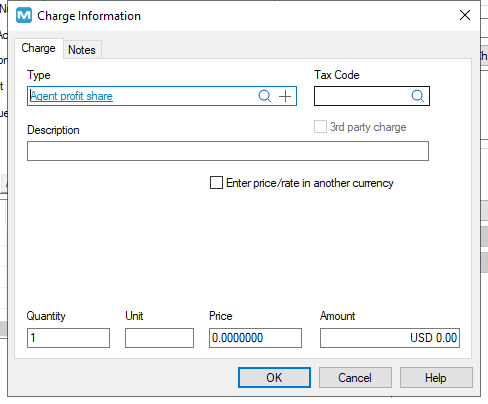 Charge Information
Charge Notes
Type Tax Code
Agent profit share
3rd party charge
Description
Enter price/rate in another currency
Quantity Unit Price Amount
1 0.0000000 USD 0.00
OK Cancel Help